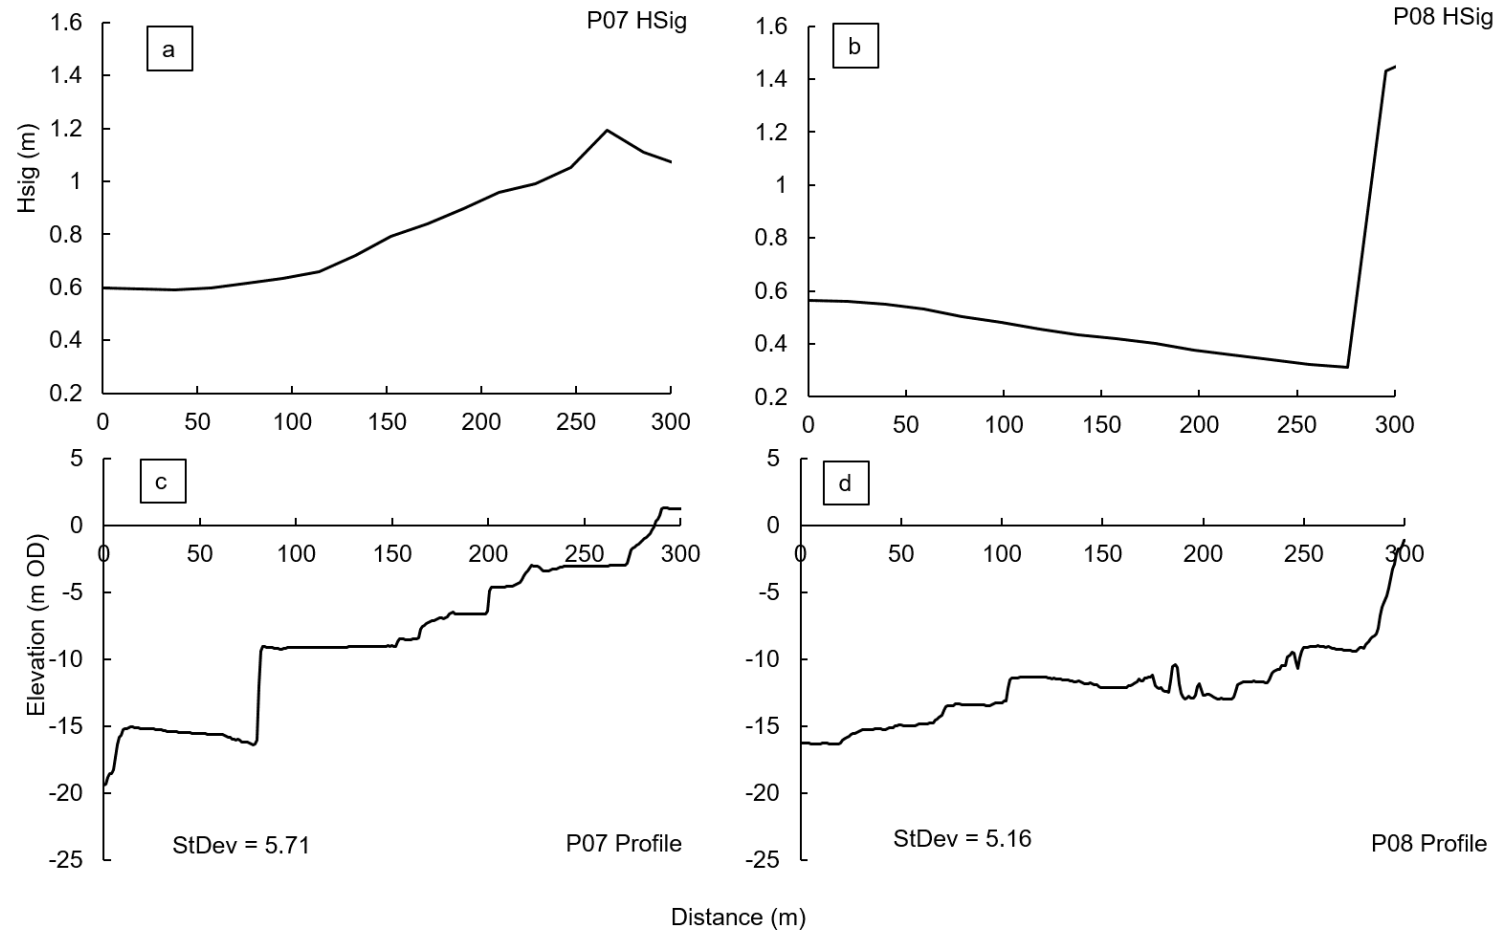 P07 HSig
a
Hsig (m)
1.6
1.4
1.2
1
0.8
0.6
0.4
0.2
0 50 100 150 200 250 300
P08 HSig
b
1.6
1.4
1.2
1
0.8
0.6
0.4
0.2
0 50 100 150 200 250 300
c
Elevation (m OD)
5
0
-5
-10
-15
-20
-25
0 50 100 150 200 250 300
StDev = 5.71
P07 Profile
d
5
0
-5
-10
-15
-20
-25
0 50 100 150 200 250 300
StDev = 5.16
P08 Profile
Distance (m)